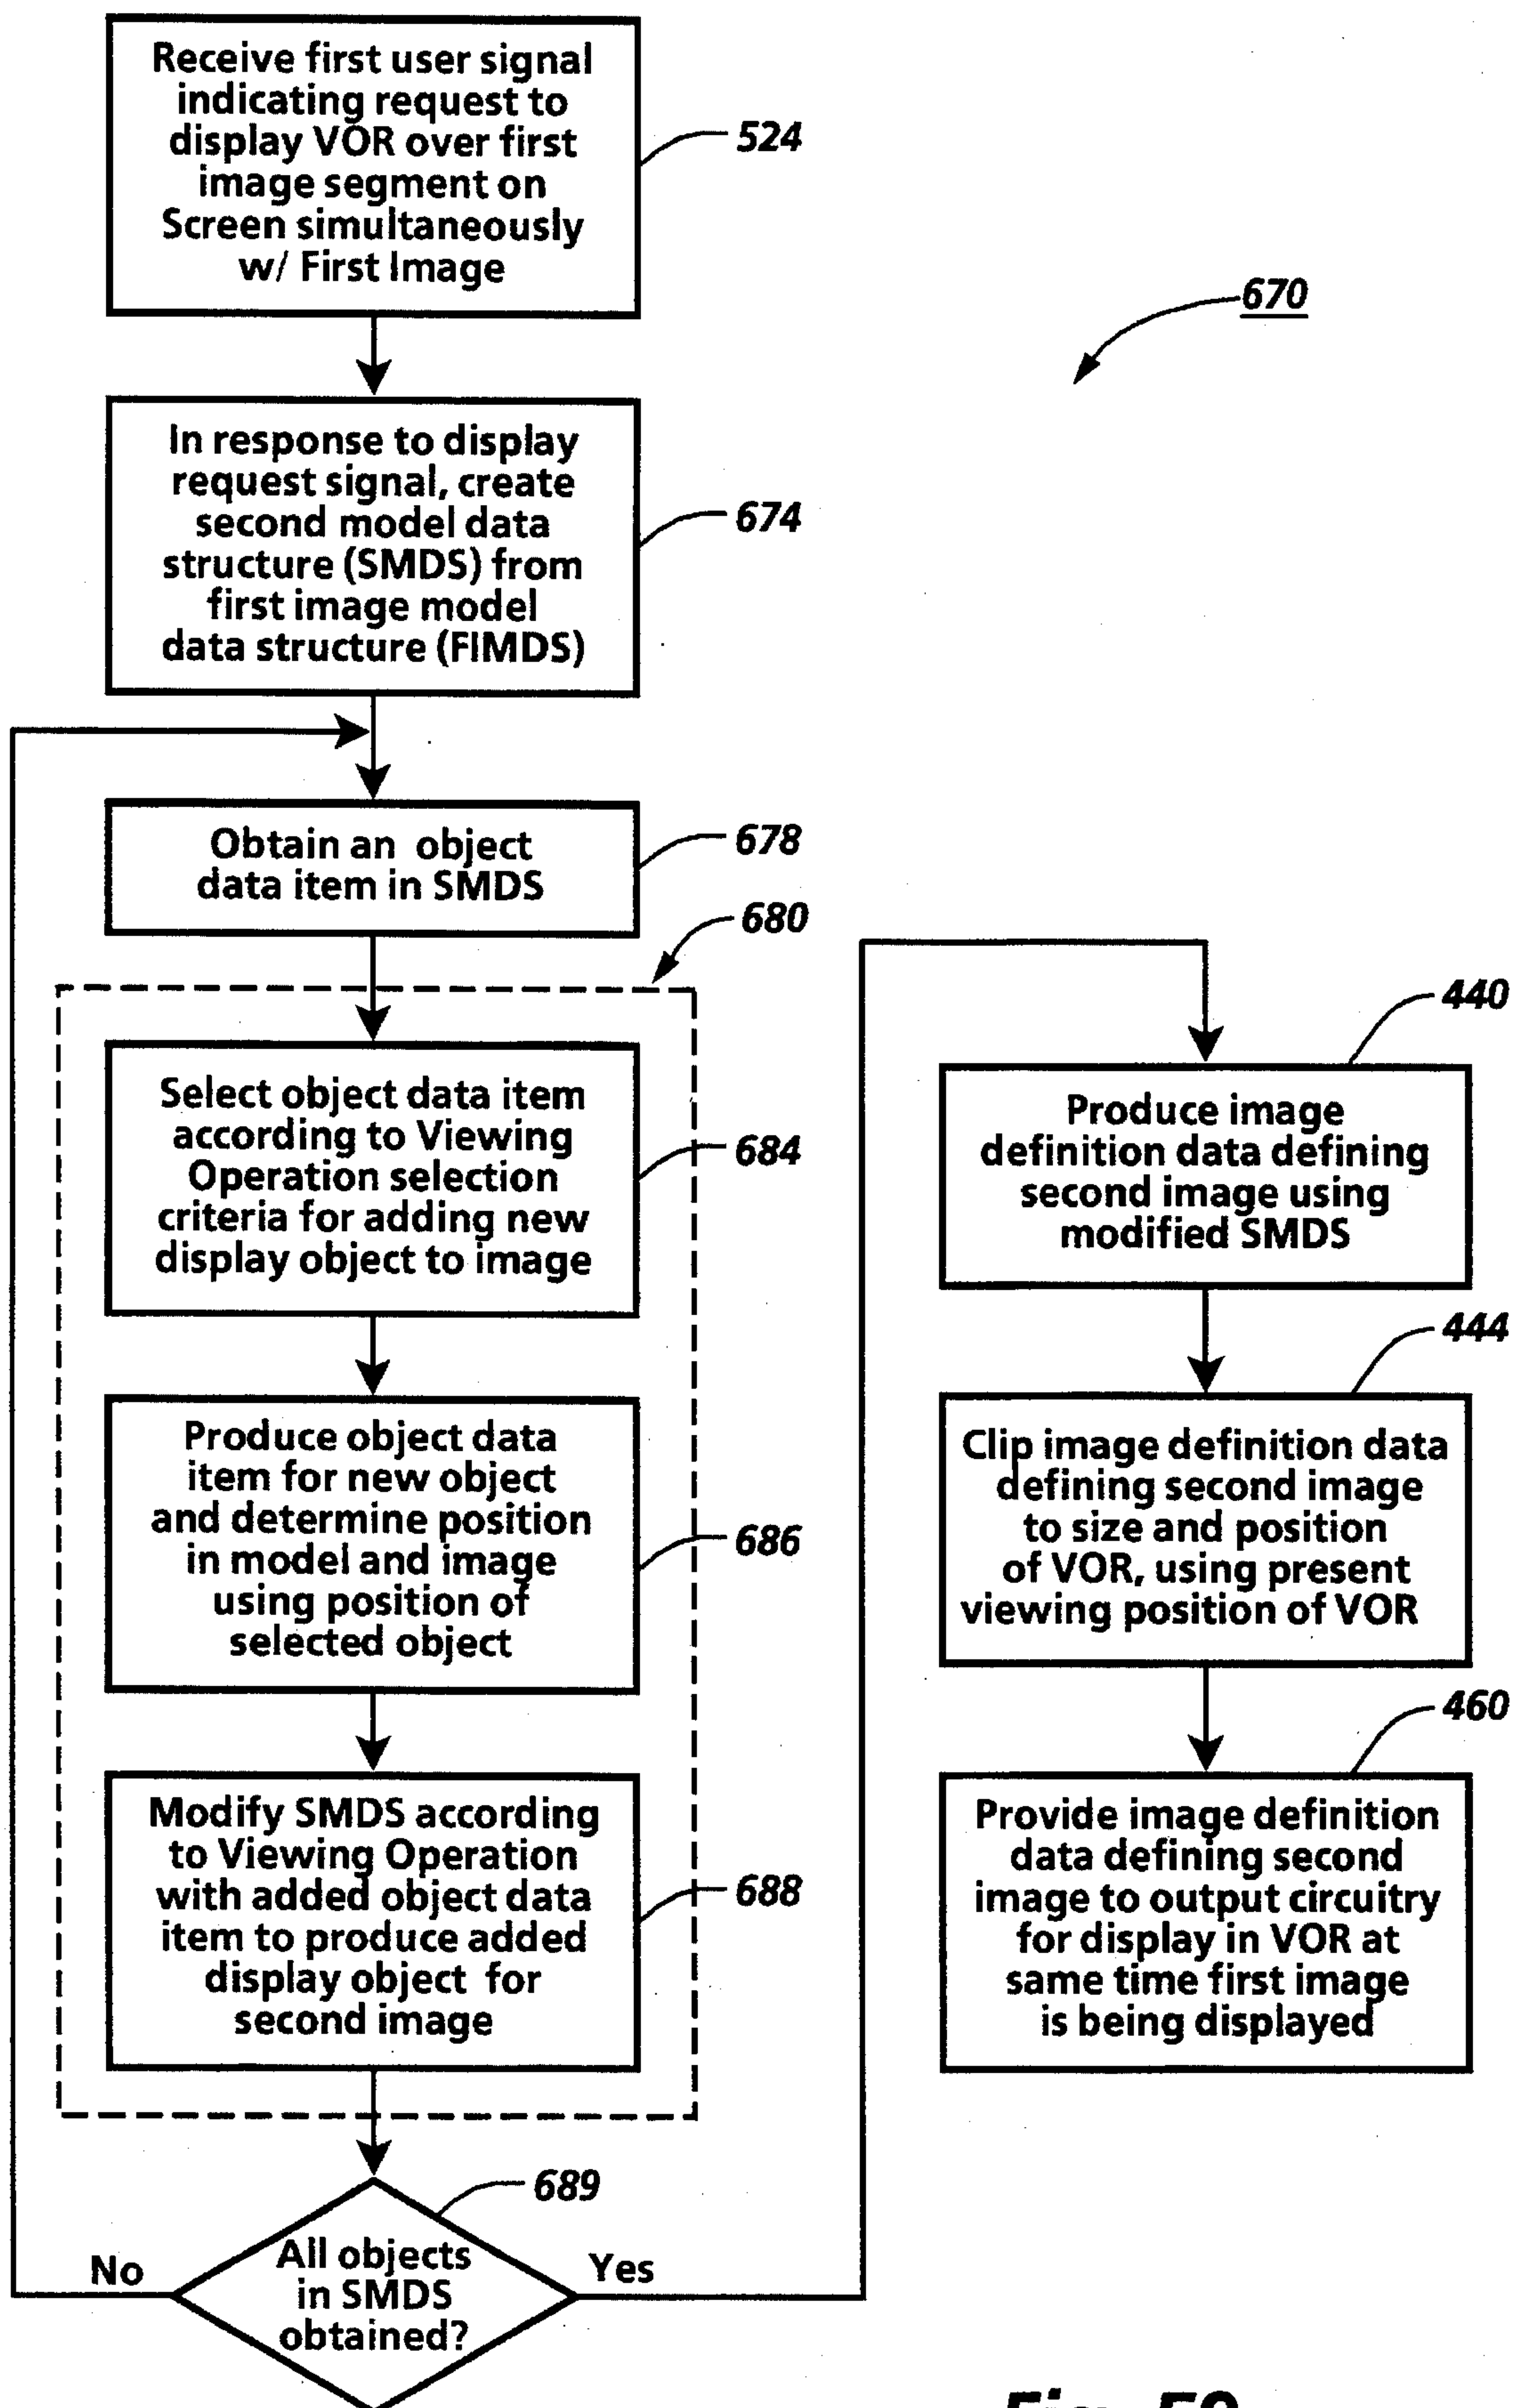 Receive first user signal
indicating request to
display VOR over first
image segment on
Screen simultaneously
w/ First Image
524
670
In response to display
request signal, create
second model data
structure (SMDS) from
first image model
data structure (FIMDS)
674
Obtain an object
data item in SMDS
678
680
Select object data item
according to Viewing
Operation selection
criteria for adding new
display object to image
684
Produce object data
item for new object
and determine position
in model and image
using position of
selected object
686
Modify SMDS according
to Viewing Operation
with added object data
item to produce added
display object for
second image
688
689
All objects
in SMDS
obtained?
No
Yes
440
Produce image
definition data defining
second image using
modified SMDS
444
Clip image definition data
defining second image
to size and position
of VOR, using present
viewing position of VOR
460
Provide image definition
data defining second
image to output circuitry
for display in VOR at
same time first image
is being displayed